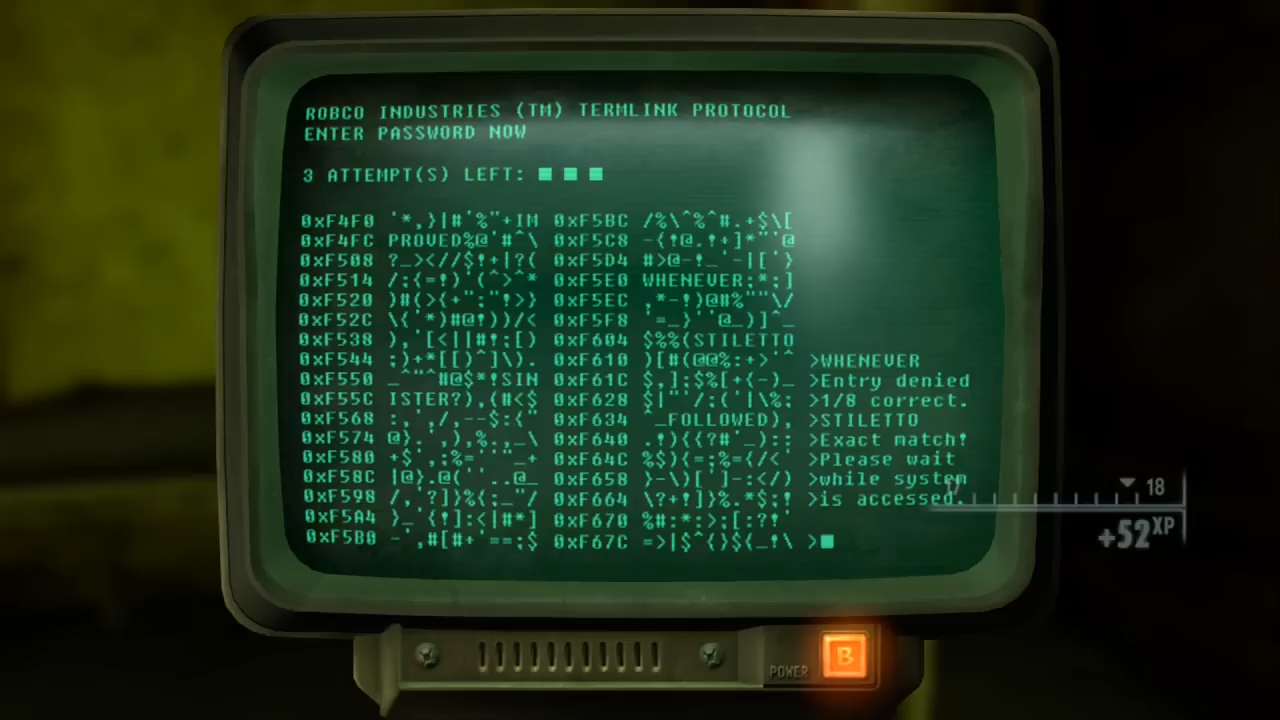 ROBCO INDUSTRIES (TM) TERMLINK PROTOCOL
ENTER PASSWORD NOW
3 ATTEMPT(S) LEFT: ■ ■ ■
0xF4F0 '*,}|#'%"+IM 0xF5BC /%\^%^#.+$\[
0xF4FC PROVED%@'#^\ 0xF5C8 -{!@.!+]*"'@
0xF508 ?_><//$!+|?( 0xF5D4 #>@-!_'-|['}
0xF514 /;{=!)'(^>^* 0xF5E0 WHENEVER;*;]
0xF520 )#(>{+";"!>} 0xF5EC ,*-!)@#%""\/
0xF52C \{'*)#@!))/< 0xF5F8 '=_}''@_)]^_
0xF538 ),'[<||#!;[) 0xF604 $%%(STILETTO
0xF544 ;)+*[[)^]\). 0xF610 )[#(@@%:+>'^ >WHENEVER
0xF550 _^"^#@$*!SIN 0xF61C $,];$%[+{-)_ >Entry denied
0xF55C ISTER?),(#<$ 0xF628 $|""/;('|\%; >1/8 correct.
0xF568 :,',/,--$:{" 0xF634 ^_FOLLOWED), >STILETTO
0xF574 @}.',),%.,_\ 0xF640 .!){{?#'_):: >Exact match!
0xF580 +$',;%=''"_+ 0xF64C %$){=;%={/<' >Please wait
0xF58C |@}.@(''..@_ 0xF658 }-\)[']-:</) >while system
0xF598 /,'?]}%{;_"/ 0xF664 \?+!]}%.*$;! >is accessed.
0xF5A4 }_'{!]:<|#*] 0xF670 %#:*:>;[:?!'
0xF5B0 -',#[#+'==;$ 0xF67C =>|$^{}${_!\ >■
17
18
+52 XP
POWER
B